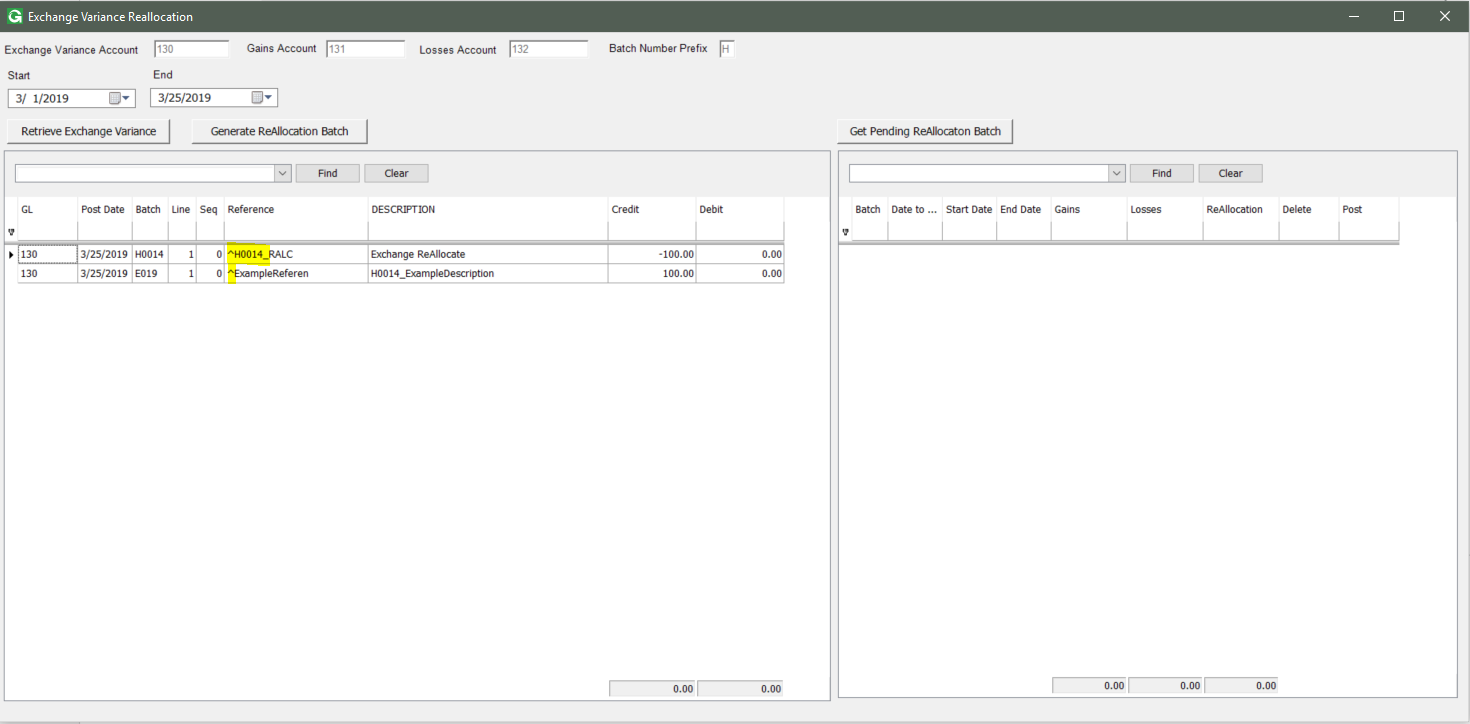 G Exchange Variance Reallocation
Exchange Variance Account 130 Gains Account 131 Losses Account 132 Batch Number Prefix H
Start End
3/ 1/2019 3/25/2019
Retrieve Exchange Variance Generate ReAllocation Batch Get Pending ReAllocaton Batch
Find Clear Find Clear
GL Post Date Batch Line Seq Reference DESCRIPTION Credit Debit Batch Date to ... Start Date End Date Gains Losses ReAllocation Delete Post
130 3/25/2019 H0014 1 0 ^H0014_RALC Exchange ReAllocate -100.00 0.00
130 3/25/2019 E019 1 0 ^ExampleReferen H0014_ExampleDescription 100.00 0.00
0.00 0.00 0.00 0.00 0.00